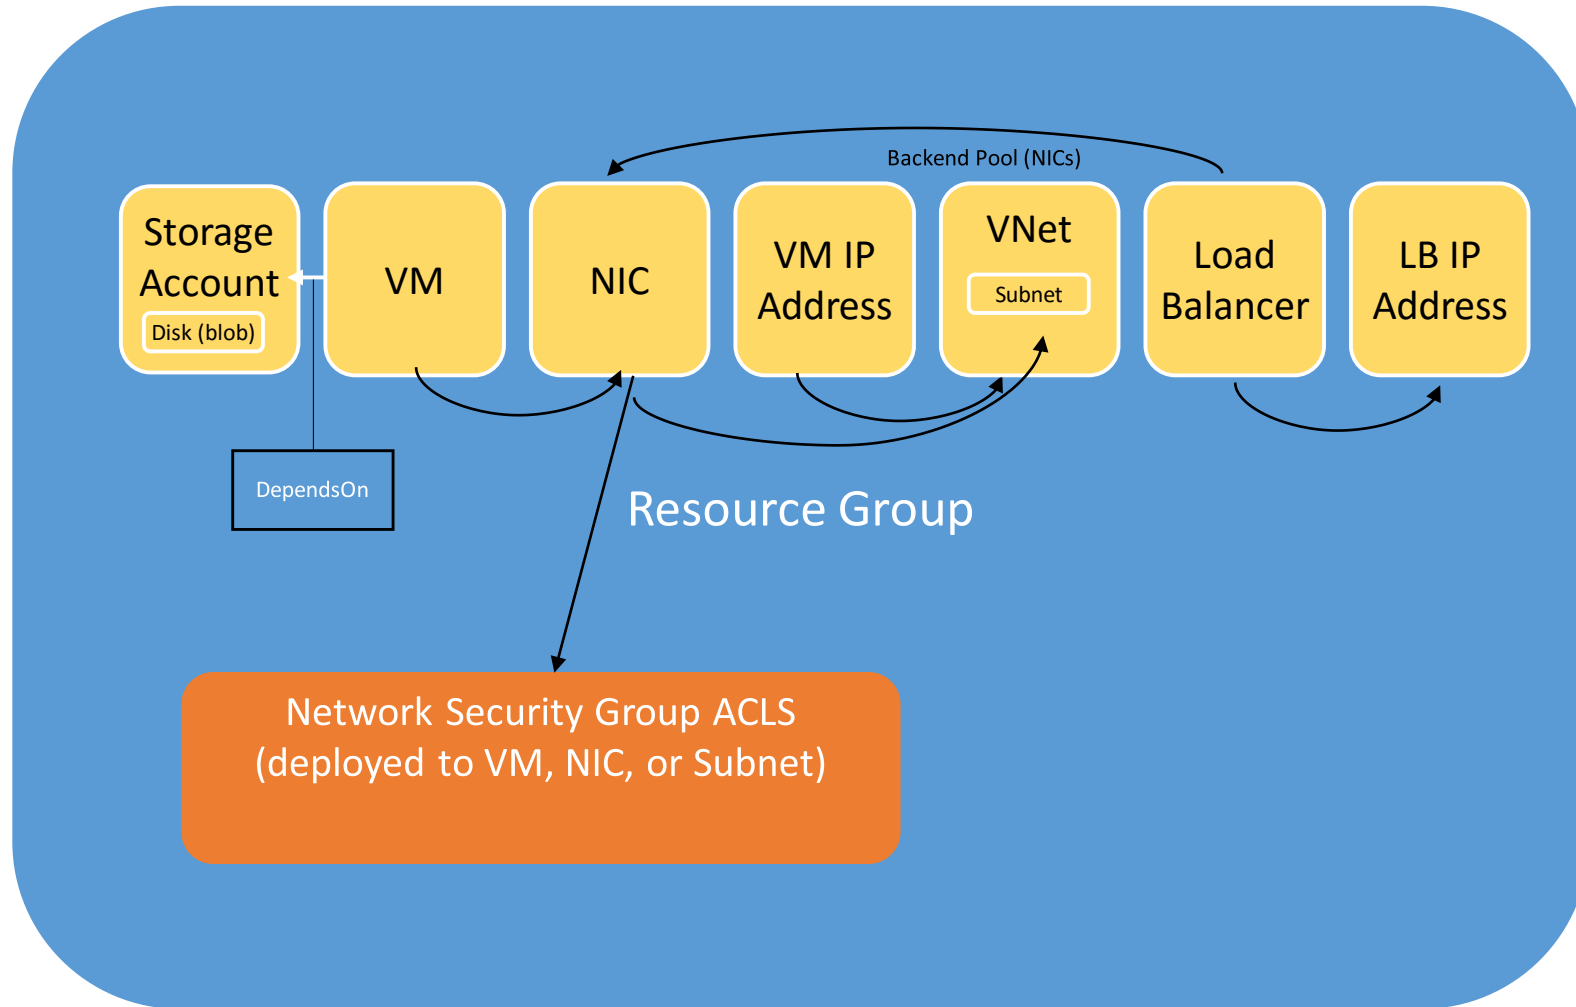 Backend Pool (NICs)
Storage
Account
Disk (blob)
VM
NIC
VM IP
Address
VNet
Subnet
Load
Balancer
LB IP
Address
DependsOn
Resource Group
Network Security Group ACLS
(deployed to VM, NIC, or Subnet)